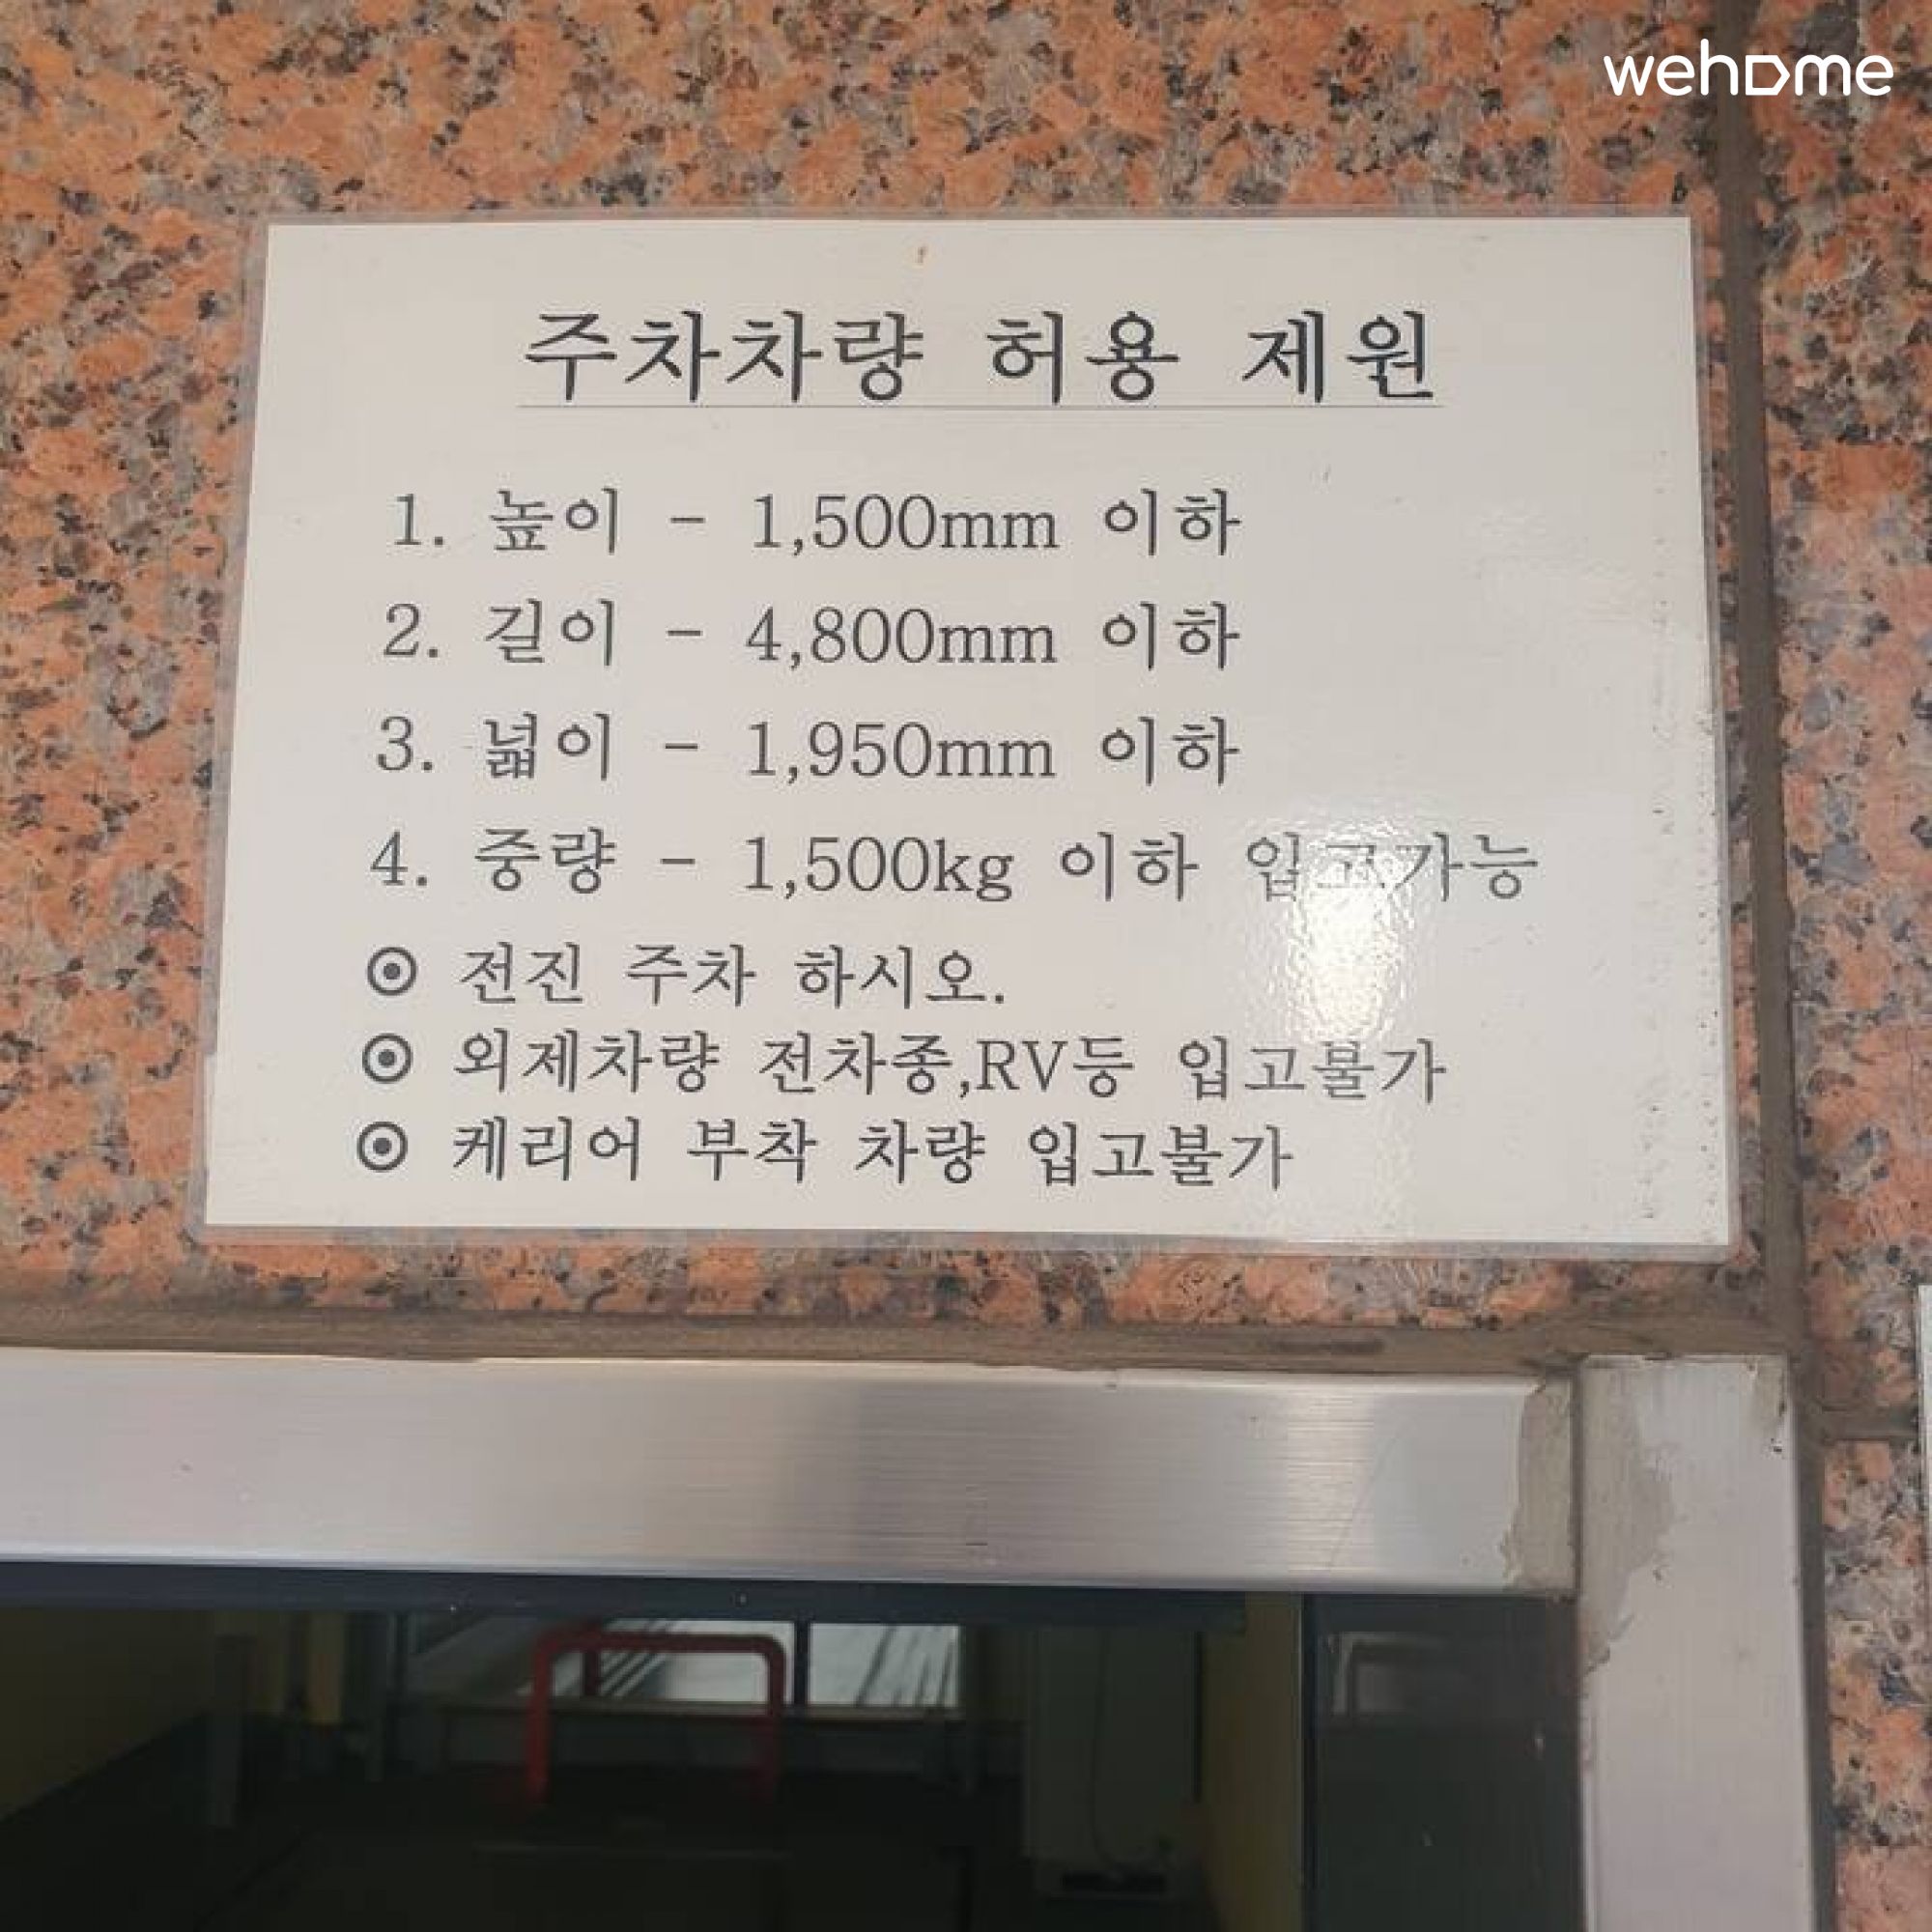 wehome
주차차량 허용 제원
1. 높이 - 1,500mm 이하
2. 길이 - 4,800mm 이하
3. 넓이 - 1,950mm 이하
4. 중량 - 1,500kg 이하 입고가능
⊙ 전진 주차 하시오.
⊙ 외제차량 전차종,RV등 입고불가
⊙ 케리어 부착 차량 입고불가